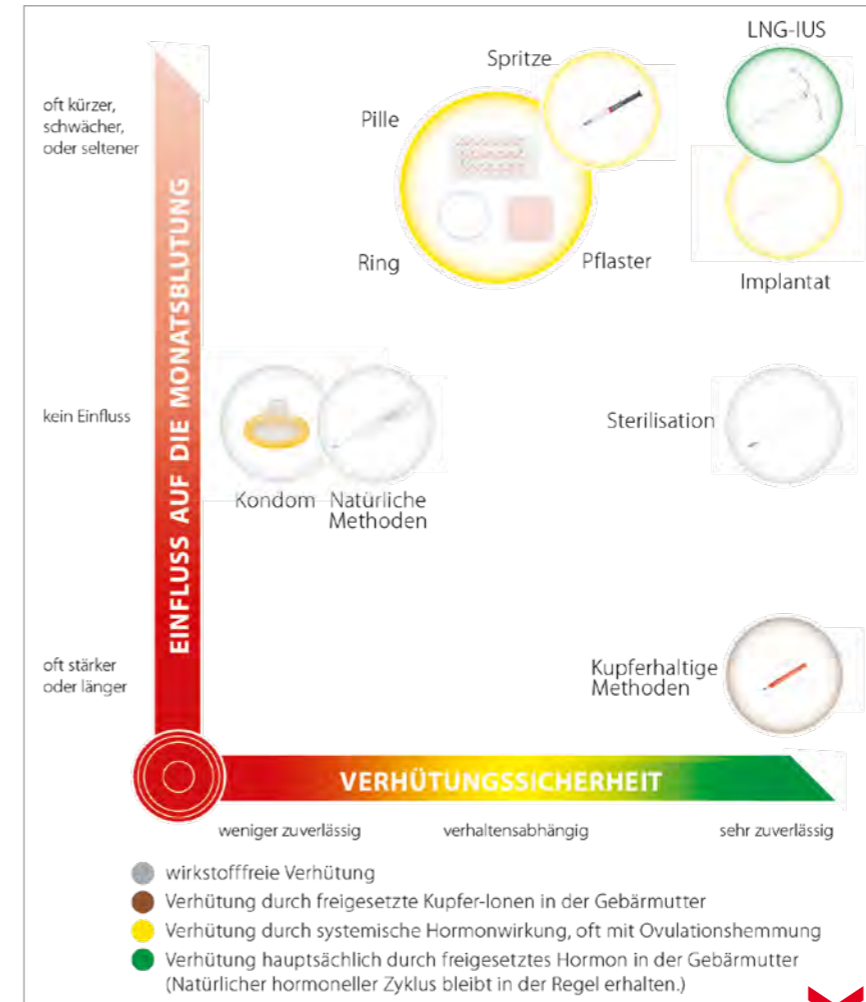 LNG-IUS
Spritze
oft kürzer,
schwächer,
oder seltener
Pille
Ring
Pflaster
Implantat
EINFLUSS AUF DIE MONATSBLUTUNG
kein Einfluss
Sterilisation
Kondom
Natürliche
Methoden
oft stärker
oder länger
Kupferhaltige
Methoden
VERHÜTUNGSSICHERHEIT
weniger zuverlässig
verhaltensabhängig
sehr zuverlässig
wirkstofffreie Verhütung
Verhütung durch freigesetzte Kupfer-Ionen in der Gebärmutter
Verhütung durch systemische Hormonwirkung, oft mit Ovulationshemmung
Verhütung hauptsächlich durch freigesetztes Hormon in der Gebärmutter
(Natürlicher hormoneller Zyklus bleibt in der Regel erhalten.)